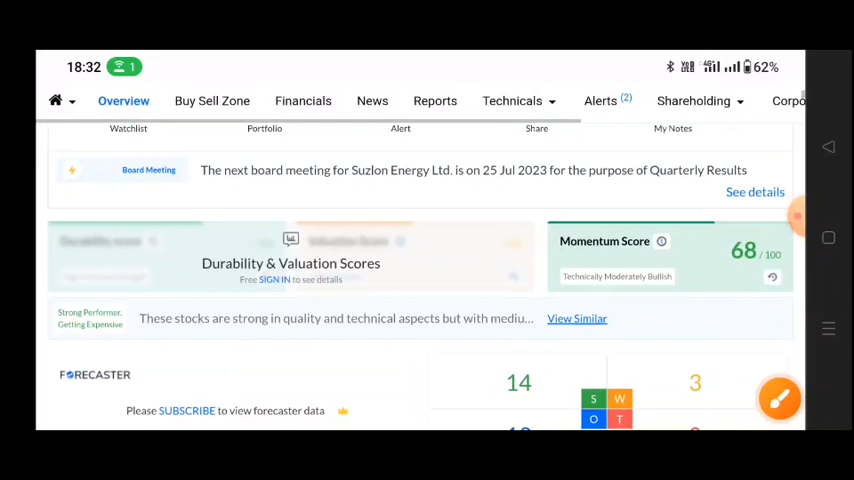 18:32 1 62%
Overview Buy Sell Zone Financials News Reports Technicals Alerts (2) Shareholding Corpo
Watchlist Portfolio Alert Share My Notes
Board Meeting The next board meeting for Suzlon Energy Ltd. is on 25 Jul 2023 for the purpose of Quarterly Results
See details
Durability Score Valuation Score
Durability & Valuation Scores
Free SIGN IN to see details
Momentum Score 68 / 100
Technically Moderately Bullish
Strong Performer,
Getting Expensive
These stocks are strong in quality and technical aspects but with mediu... View Similar
FORECASTER
Please SUBSCRIBE to view forecaster data
14 3
S W
O T